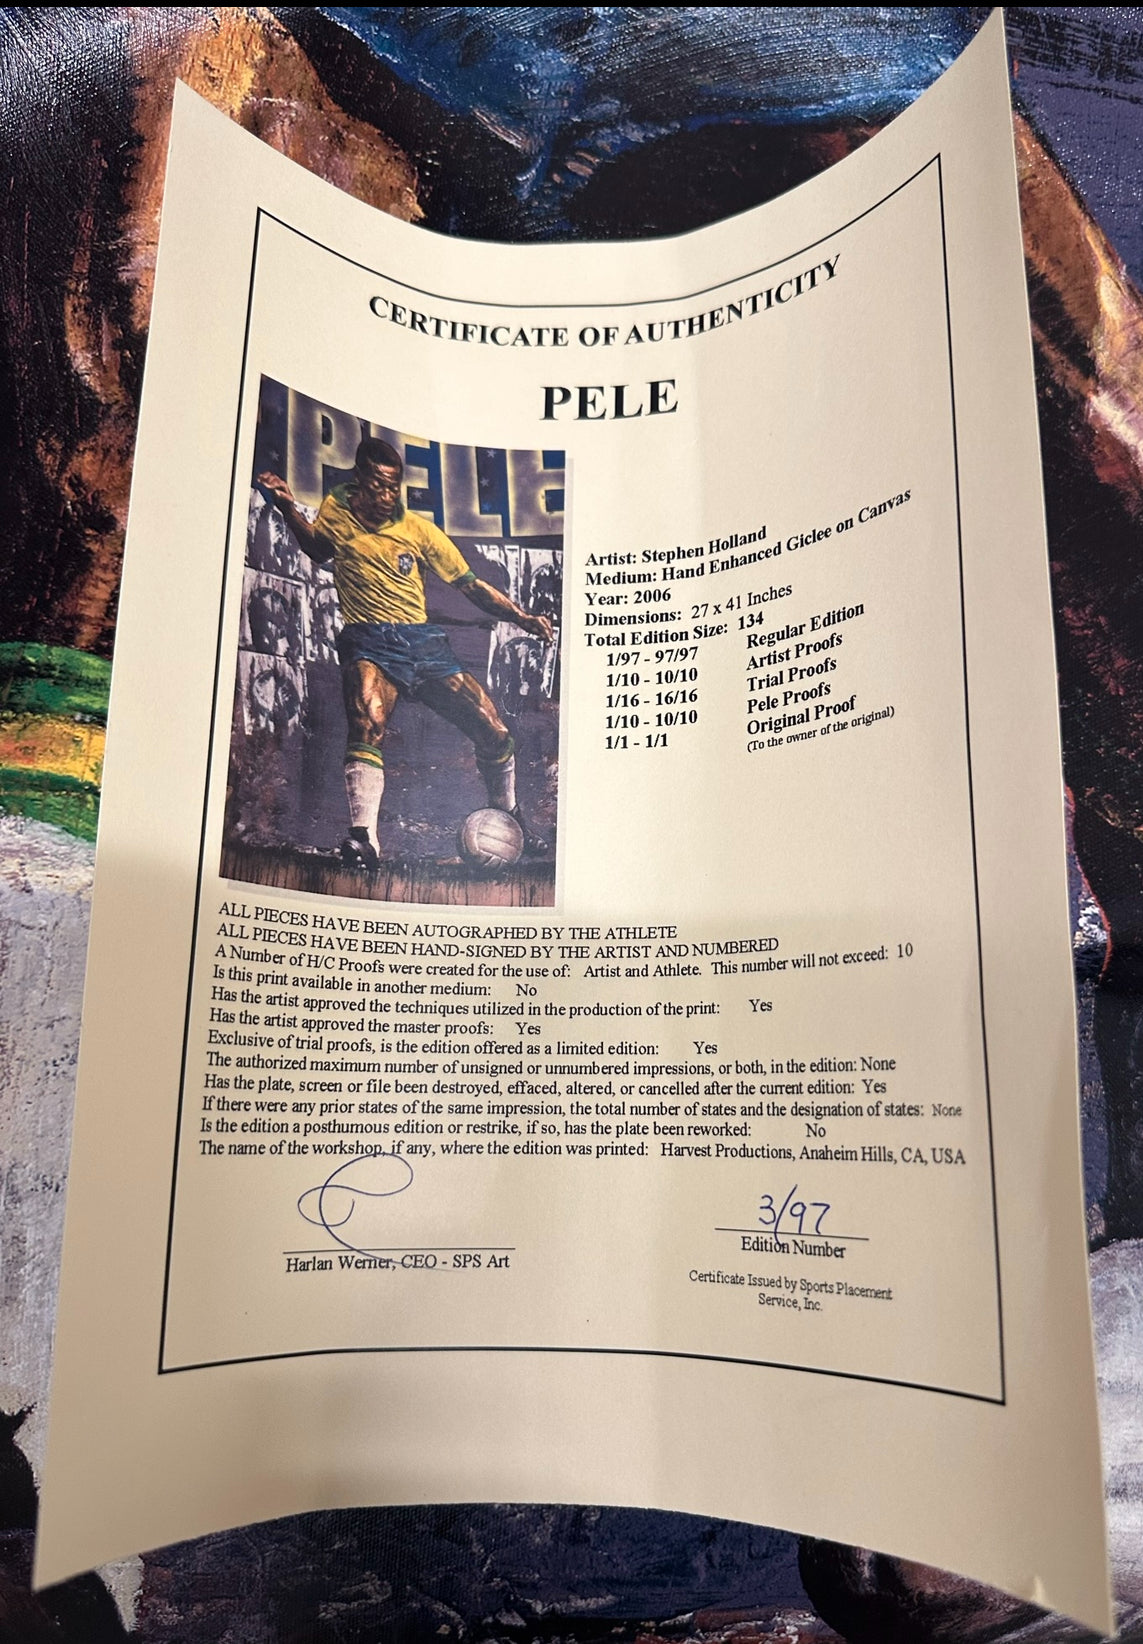 CERTIFICATE OF AUTHENTICITY
PELE
PELE
Artist: Stephen Holland
Medium: Hand Enhanced Giclee on Canvas
Year: 2006
Dimensions: 27 x 41 Inches
Total Edition Size: 134
1/97 - 97/97 Regular Edition
1/10 - 10/10 Artist Proofs
1/16 - 16/16 Trial Proofs
1/10 - 10/10 Pele Proofs
1/1 - 1/1 Original Proof
(To the owner of the original)
ALL PIECES HAVE BEEN AUTOGRAPHED BY THE ATHLETE
ALL PIECES HAVE BEEN HAND-SIGNED BY THE ARTIST AND NUMBERED
A Number of H/C Proofs were created for the use of: Artist and Athlete. This number will not exceed: 10
Is this print available in another medium: No
Has the artist approved the techniques utilized in the production of the print: Yes
Has the artist approved the master proofs: Yes
Exclusive of trial proofs, is the edition offered as a limited edition: Yes
The authorized maximum number of unsigned or unnumbered impressions, or both, in the edition: None
Has the plate, screen or file been destroyed, effaced, altered, or cancelled after the current edition: Yes
If there were any prior states of the same impression, the total number of states and the designation of states: None
Is the edition a posthumous edition or restrike, if so, has the plate been reworked: No
The name of the workshop, if any, where the edition was printed: Harvest Productions, Anaheim Hills, CA, USA
3/97
Harlan Werner, CEO - SPS Art
Edition Number
Certificate Issued by Sports Placement
Service, Inc.